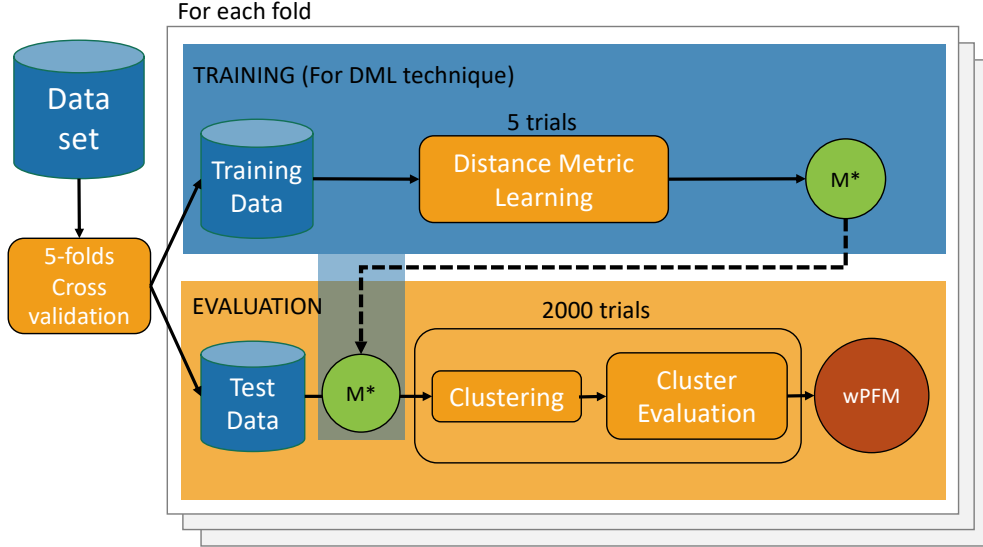 For each fold
Data
set
TRAINING (For DML technique)
5 trials
Training
Data
Distance Metric
Learning
M*
5-folds
Cross
validation
EVALUATION
2000 trials
Test
Data
M*
Clustering
Cluster
Evaluation
wPFM